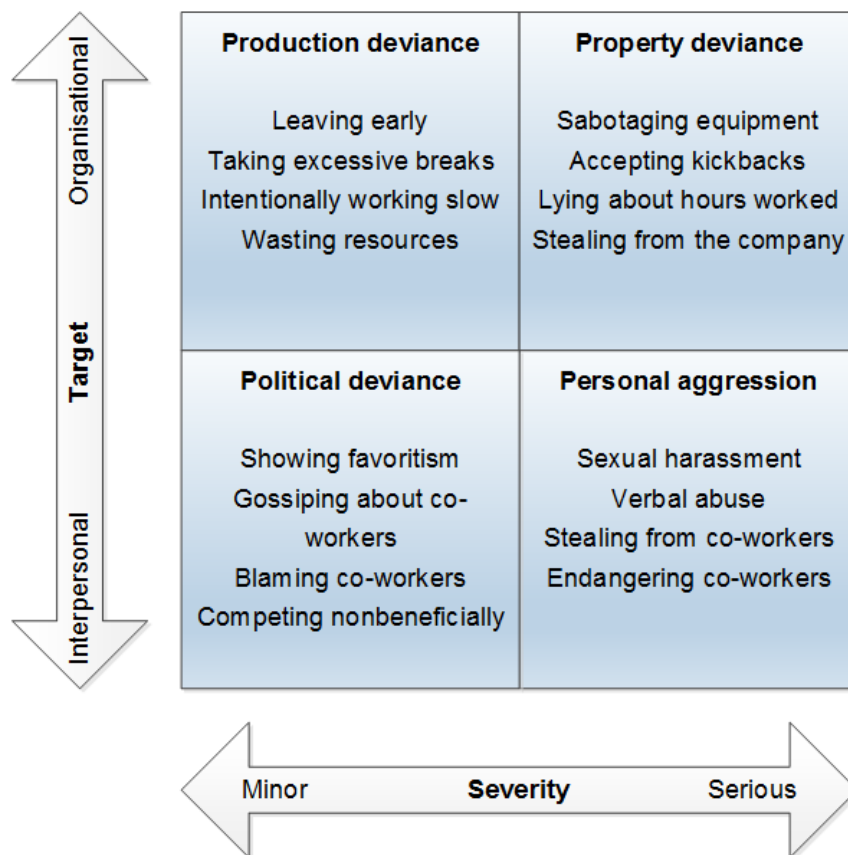 Organisational
Target
Interpersonal
Production deviance
Leaving early
Taking excessive breaks
Intentionally working slow
Wasting resources
Property deviance
Sabotaging equipment
Accepting kickbacks
Lying about hours worked
Stealing from the company
Political deviance
Showing favoritism
Gossiping about co-
workers
Blaming co-workers
Competing nonbeneficially
Personal aggression
Sexual harassment
Verbal abuse
Stealing from co-workers
Endangering co-workers
Minor Severity Serious